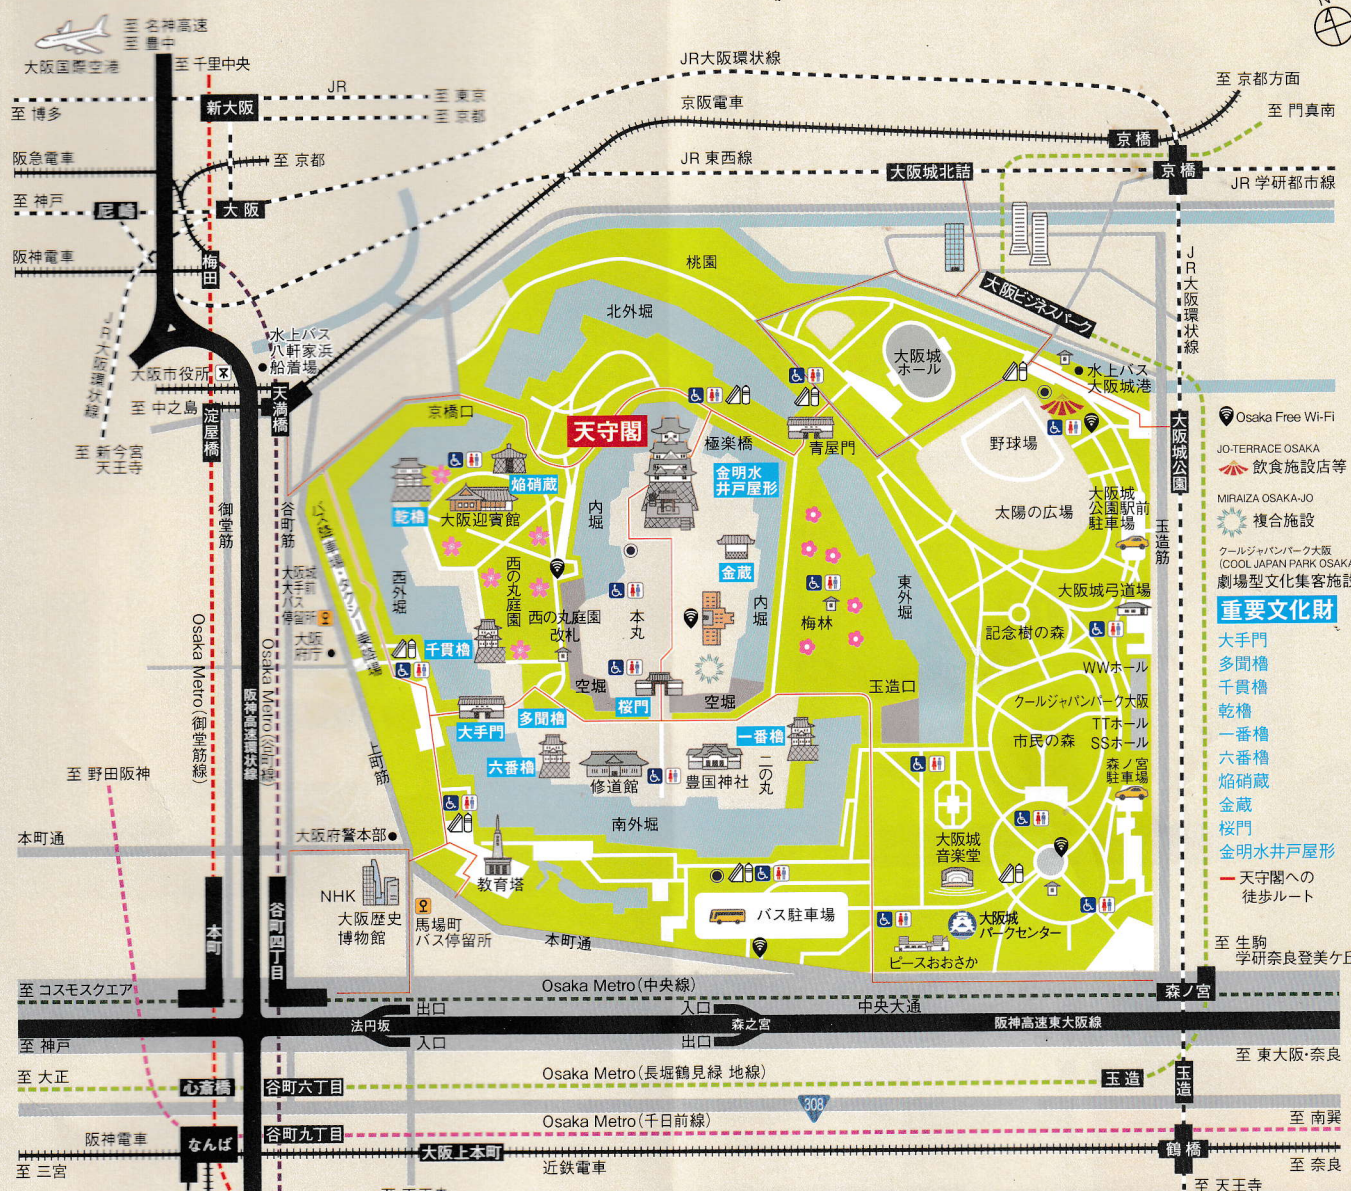 至 名神高速
至 豊中
大阪国際空港
至 千里中央
N
JR
至 東京
至 博多
新大阪
至 京都
阪急電車
至 京都
至 神戸
尼崎
大阪
阪神電車
梅田
JR大阪環状線
JR大阪環状線
京阪電車
京橋
至 京都方面
至 門真南
JR 東西線
大阪城北詰
京橋
JR 学研都市線
JR大阪環状線
大阪ビジネスパーク
水上バス
八軒家浜
船着場
大阪市役所
至 中之島
淀屋橋
天満橋
至 新今宮
天王寺
御堂筋
谷町筋
Osaka Metro(御堂筋線)
Osaka Metro(谷町線)
阪神高速環状線
大阪城
大手前
バス
停留所
大阪
府庁
上町筋
桃園
北外堀
京橋口
天守閣
極楽橋
金明水
井戸屋形
青屋門
大阪城
ホール
水上バス
大阪城港
大阪城公園
野球場
太陽の広場
大阪城
公園駅前
駐車場
玉造筋
乾櫓
焔硝蔵
大阪迎賓館
内堀
金蔵
西外堀
西の丸庭園
西の丸庭園
改札
本丸
内堀
梅林
東外堀
大阪城弓道場
記念樹の森
WWホール
クールジャパンパーク大阪
TTホール
SSホール
市民の森
森ノ宮
駐車場
千貫櫓
空堀
桜門
空堀
玉造口
大手門
多聞櫓
一番櫓
六番櫓
修道館
豊国神社
二の丸
南外堀
教育塔
大阪府警本部
NHK
大阪歴史
博物館
馬場町
バス停留所
本町通
バス駐車場
大阪城
音楽堂
大阪城
パークセンター
ピースおおさか
Osaka Free Wi-Fi
JO-TERRACE OSAKA
飲食施設店等
MIRAIZA OSAKA-JO
複合施設
クールジャパンパーク大阪
(COOL JAPAN PARK OSAKA
劇場型文化集客施設
重要文化財
大手門
多聞櫓
千貫櫓
乾櫓
一番櫓
六番櫓
焔硝蔵
金蔵
桜門
金明水井戸屋形
天守閣への
徒歩ルート
至 野田阪神
本町通
本町
谷町四丁目
至 コスモスクエア
Osaka Metro(中央線)
森ノ宮
至 生駒
学研奈良登美ケ丘
出口
入口
法円坂
入口
出口
森之宮
中央大通
阪神高速東大阪線
至 神戸
至 東大阪・奈良
至 大正
心斎橋
谷町六丁目
Osaka Metro(長堀鶴見緑 地線)
玉造
玉造
308
Osaka Metro(千日前線)
至 南巽
阪神電車
なんば
谷町九丁目
大阪上本町
近鉄電車
鶴橋
至 三宮
至 奈良
至 天王寺